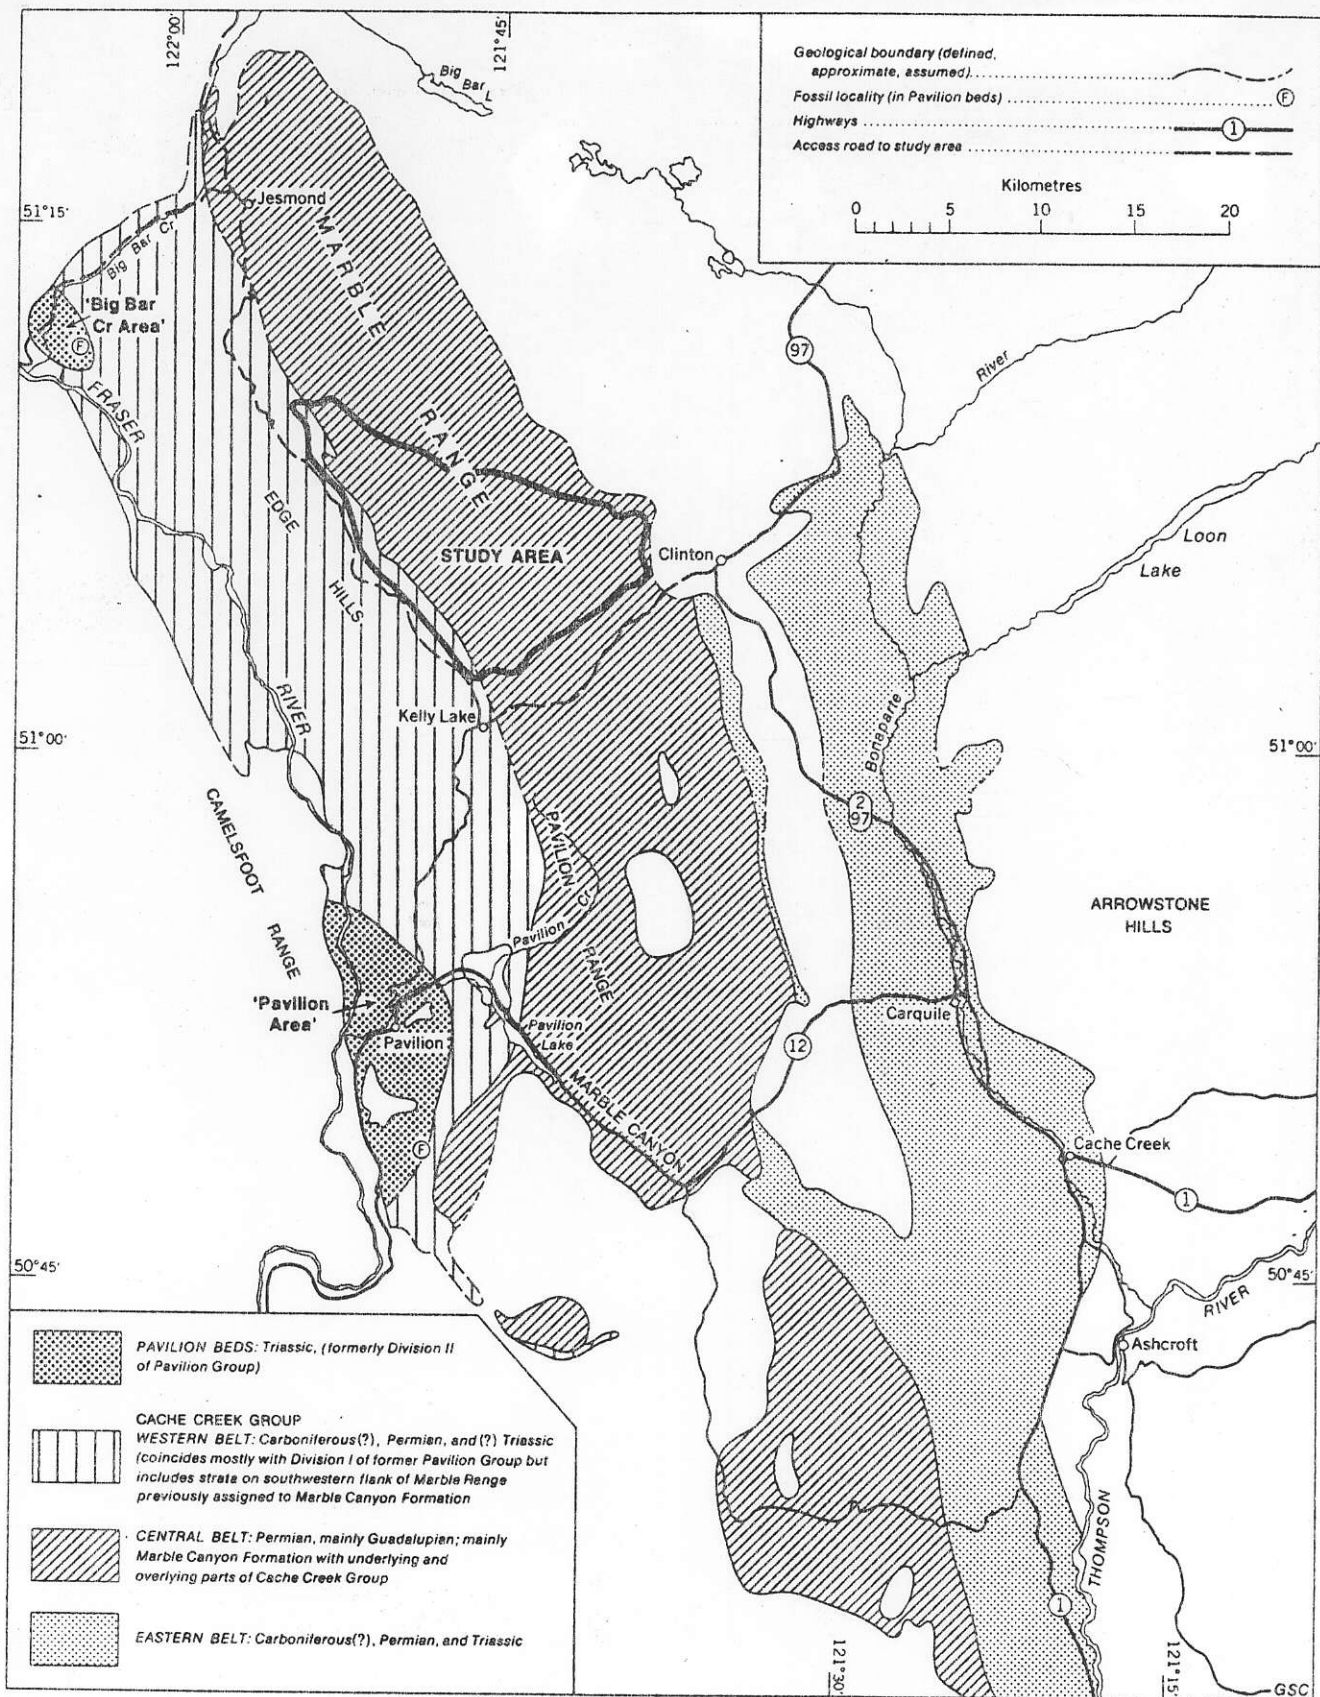 122°00'
121°45'
Big
Bar
L
Geological boundary (defined,
approximate, assumed)
Fossil locality (in Pavilion beds)
F
Highways
1
Access road to study area
Kilometres
0 5 10 15 20
51°15'
Jesmond
Big Bar Cr
MARBLE
RANGE
'Big Bar
Cr Area'
F
97
River
FRASER
RIVER
EDGE
HILLS
STUDY AREA
Clinton
Loon
Lake
Kelly Lake
Bonaparte
51°00'
51°00'
2
97
CAMELSFOOT
RANGE
PAVILION
RANGE
Cr
Pavilion
ARROWSTONE
HILLS
'Pavilion
Area'
Pavilion
Pavilion
Lake
Carquile
12
MARBLE CANYON
F
Cache Creek
1
50°45'
50°45'
RIVER
Ashcroft
THOMPSON
1
121°30'
121°15'
GSC
PAVILION BEDS: Triassic, (formerly Division II
of Pavilion Group)
CACHE CREEK GROUP
WESTERN BELT: Carboniferous(?), Permian, and (?) Triassic
(coincides mostly with Division I of former Pavilion Group but
includes strata on southwestern flank of Marble Range
previously assigned to Marble Canyon Formation
CENTRAL BELT: Permian, mainly Guadalupian; mainly
Marble Canyon Formation with underlying and
overlying parts of Cache Creek Group
EASTERN BELT: Carboniferous(?), Permian, and Triassic